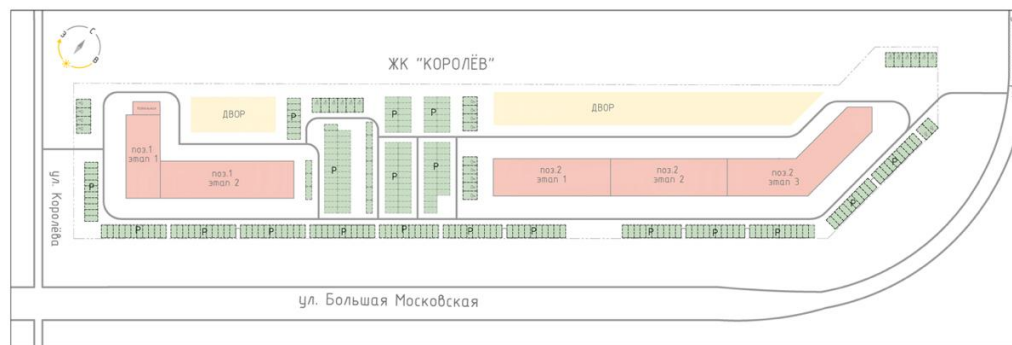 С
З
В
ЖК "КОРОЛЁВ"
ДВОР
ДВОР
Р
Р
Р
поз.1
этап 1
поз.1
этап 2
Р
Р
Р
Р
поз.2
этап 1
поз.2
этап 2
поз.2
этап 3
ул. Королёва
Р
Р
Р
Р
Р
Р
Р
Р
Р
Р
Р
Р
Р
ул. Большая Московская